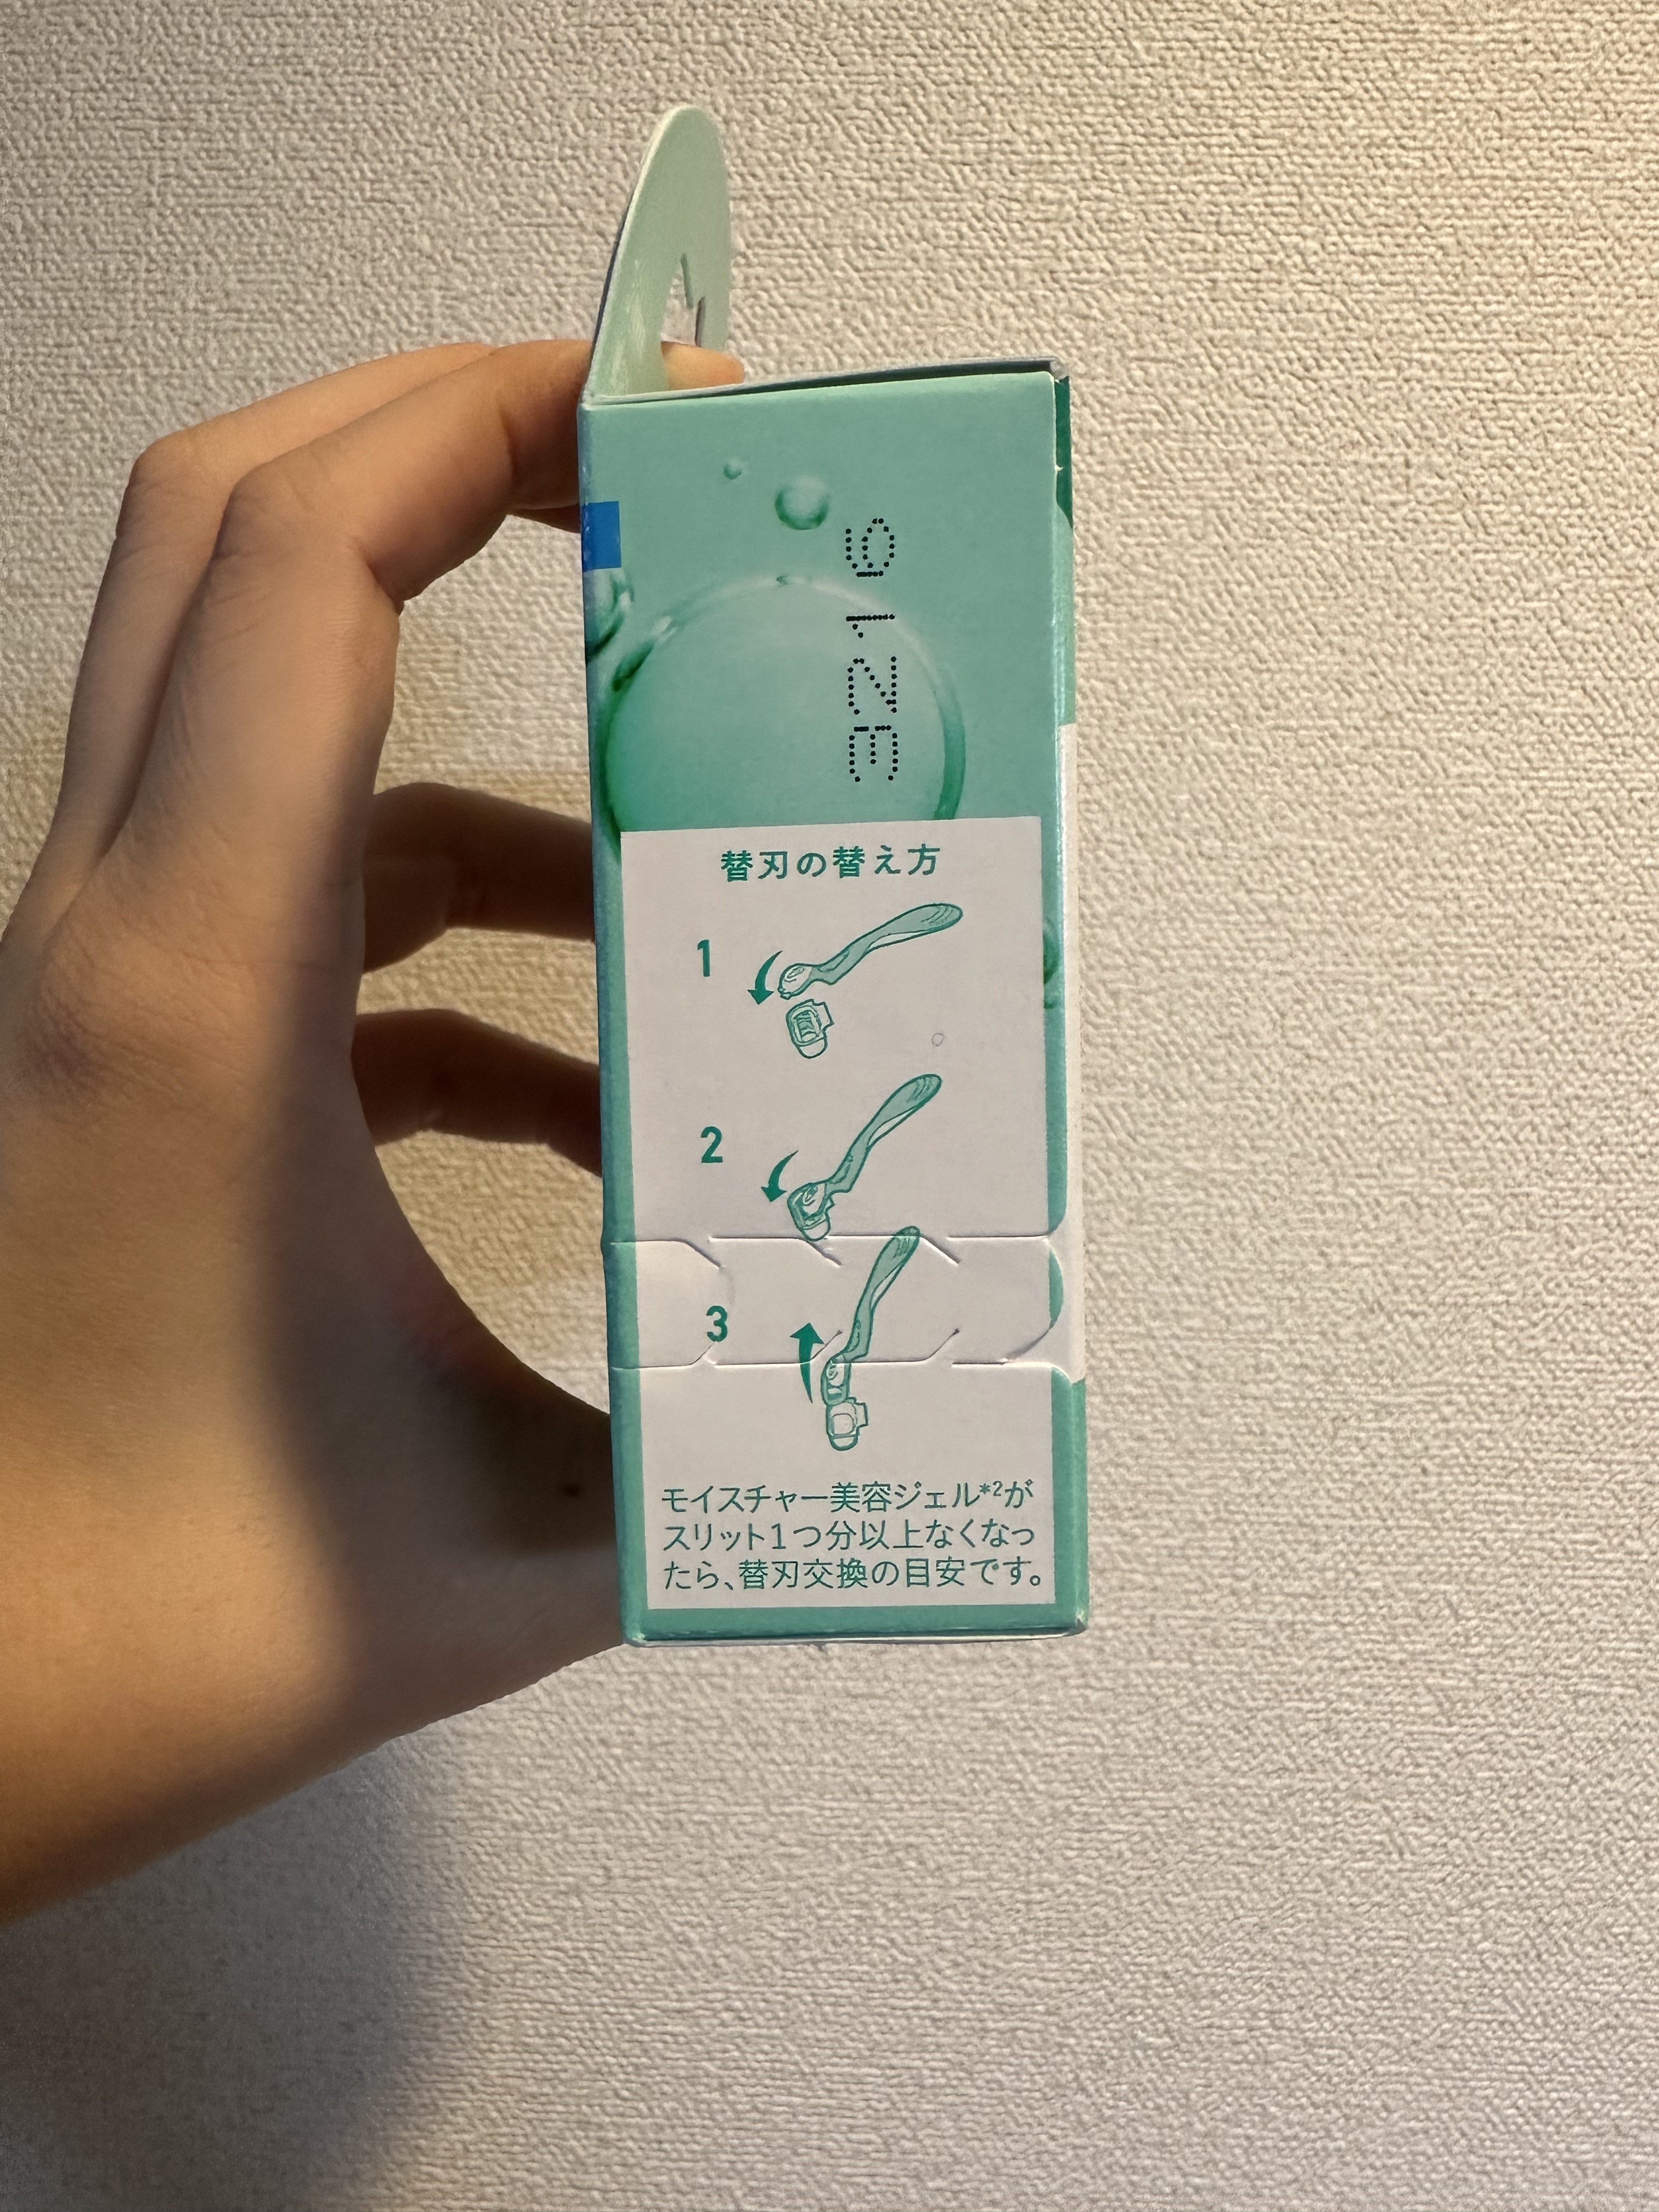 3216
替刃の替え方
1
2
3
モイスチャー美容ジェル*2が
スリット1つ分以上なくなっ
たら、替刃交換の目安です。